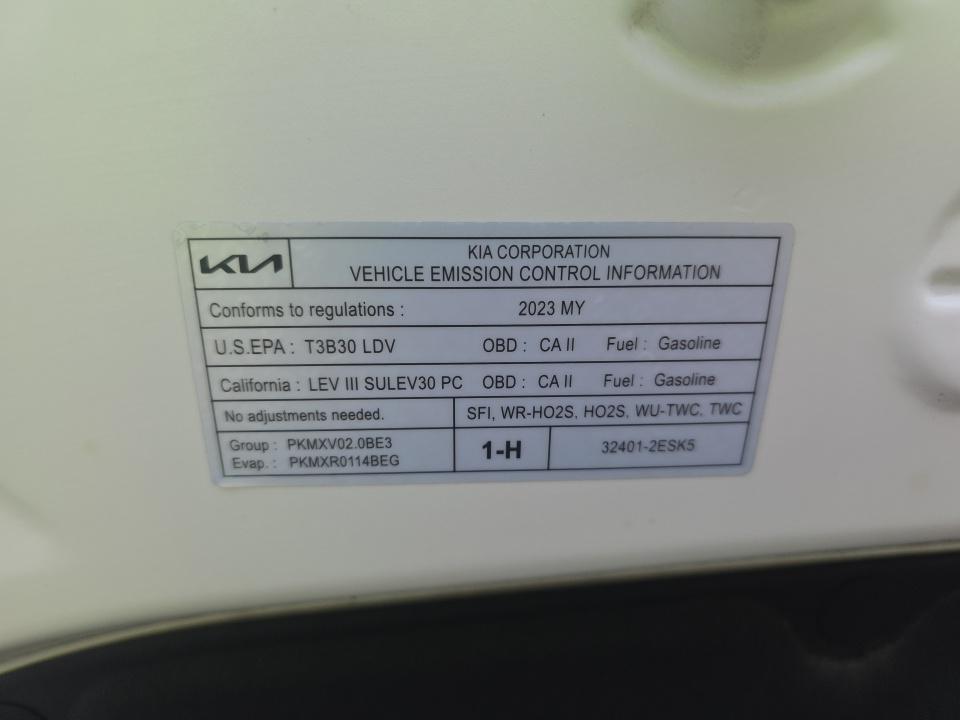 KIA
KIA CORPORATION
VEHICLE EMISSION CONTROL INFORMATION
Conforms to regulations : 2023 MY
U.S.EPA : T3B30 LDV OBD : CA II Fuel : Gasoline
California : LEV III SULEV30 PC OBD : CA II Fuel : Gasoline
No adjustments needed. SFI, WR-HO2S, HO2S, WU-TWC, TWC
Group : PKMXV02.0BE3
Evap. : PKMXR0114BEG
1-H
32401-2ESK5